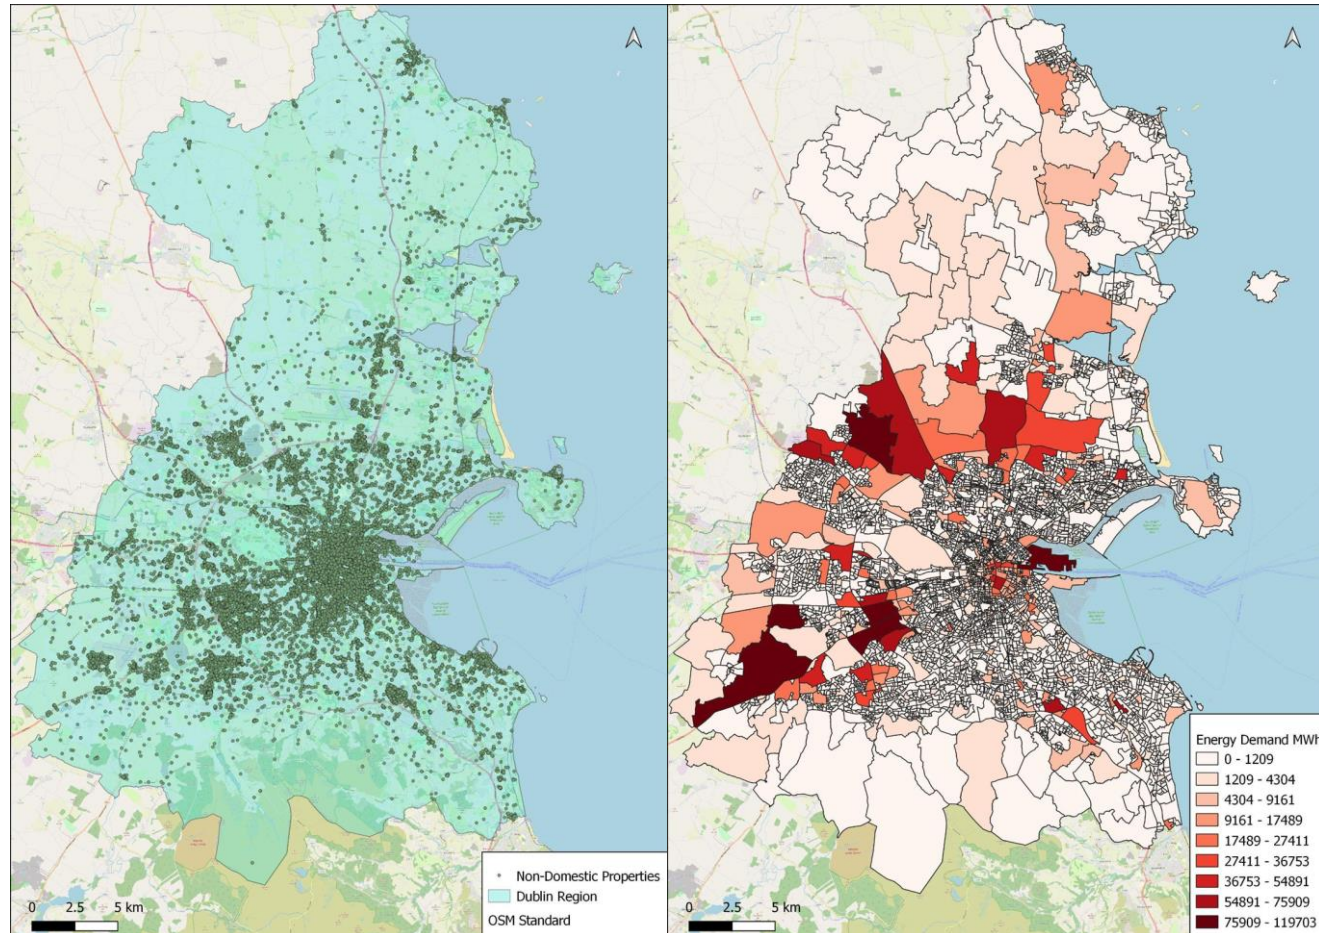 Non-Domestic Properties
Dublin Region
OSM Standard
0 2.5 5 km
Energy Demand MWh
0 - 1209
1209 - 4304
4304 - 9161
9161 - 17489
17489 - 27411
27411 - 36753
36753 - 54891
54891 - 75909
75909 - 119703
0 2.5 5 km